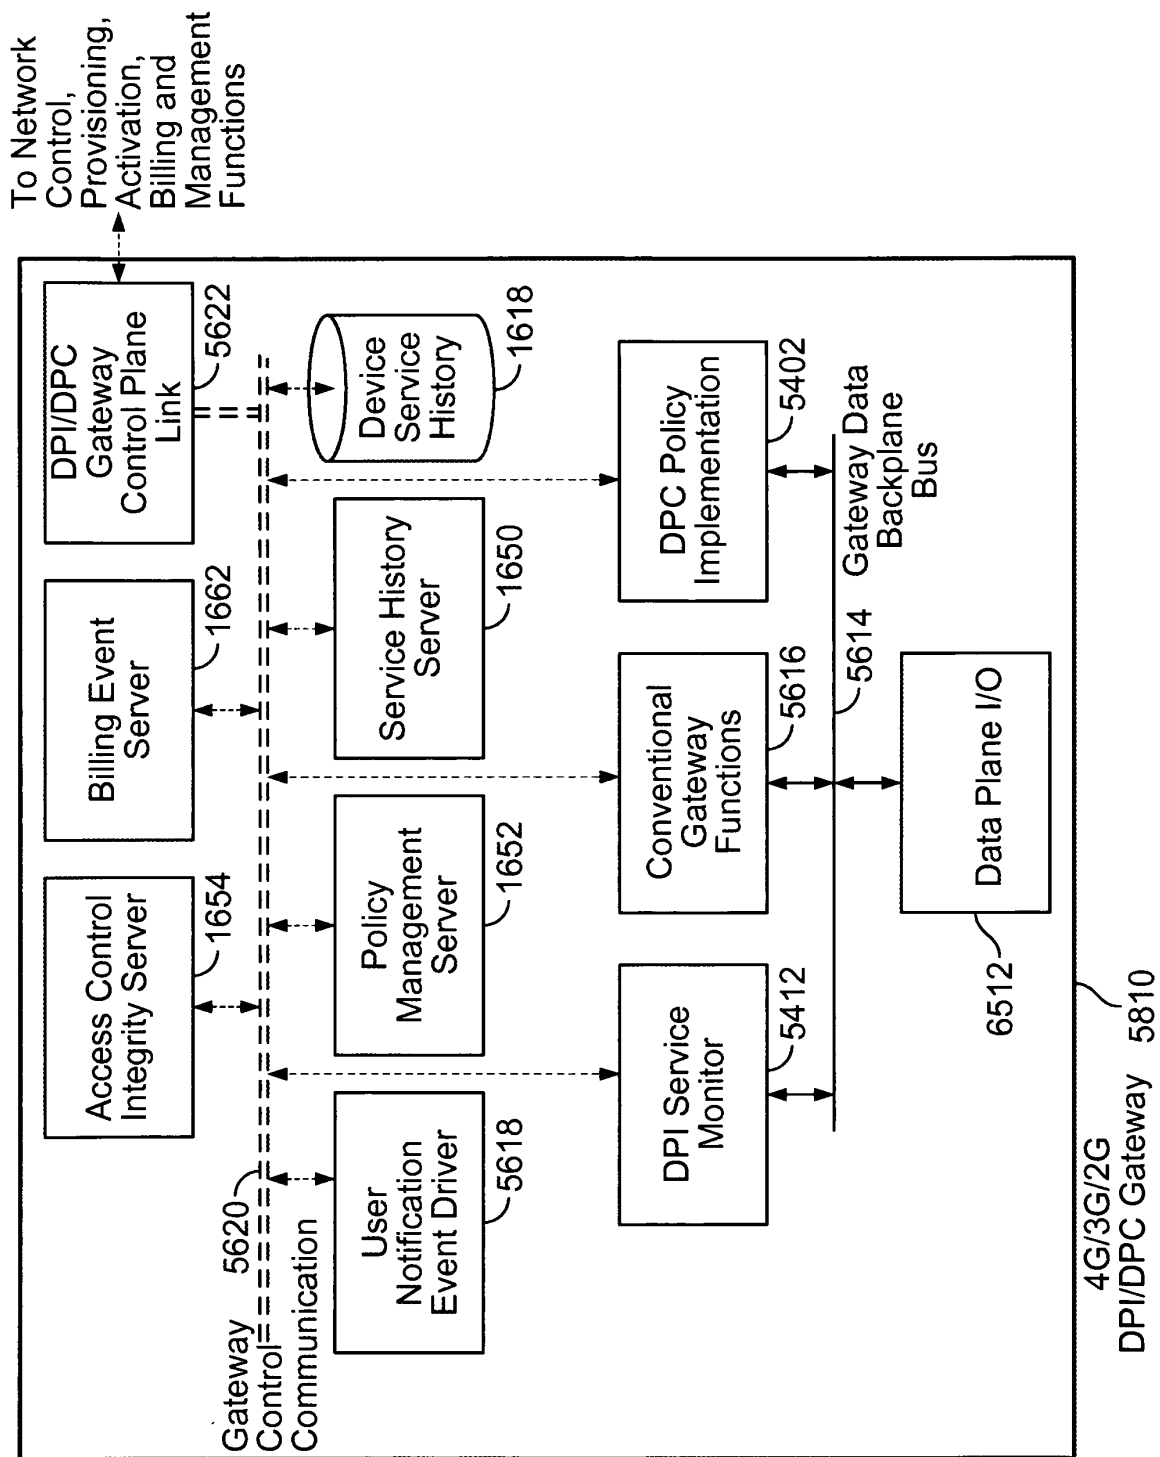 To Network
Control,
Provisioning,
Activation,
Billing and
Management
Functions
Access Control
Integrity Server
1654
Billing Event
Server
1662
DPI/DPC
Gateway
Control Plane
Link
5622
Gateway
Control
Communication
5620
User
Notification
Event Driver
5618
Policy
Management
Server
1652
Service History
Server
1650
Device
Service
History
1618
DPI Service
Monitor
5412
Conventional
Gateway
Functions
5616
DPC Policy
Implementation
5402
5614
Gateway Data
Backplane
Bus
Data Plane I/O
6512
4G/3G/2G
DPI/DPC Gateway 5810